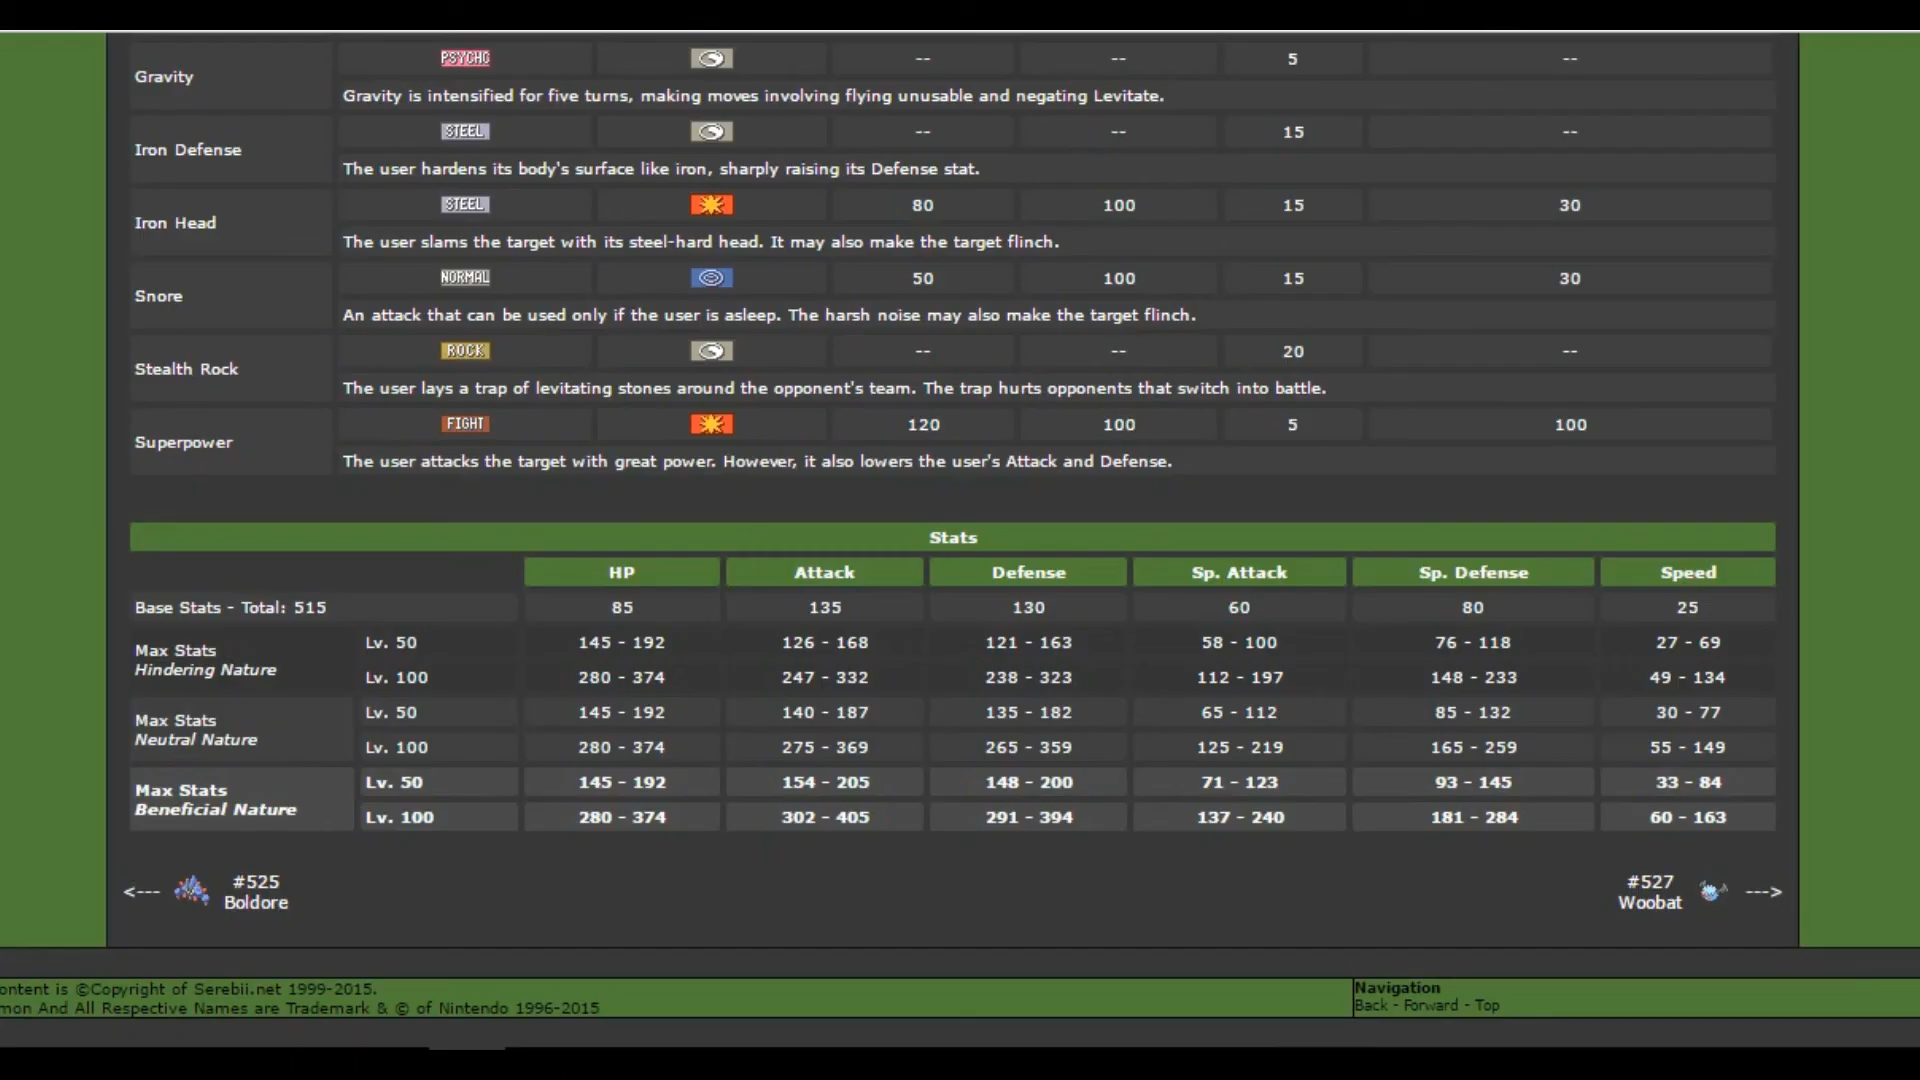 PSYCHO -- -- 5 --
Gravity
Gravity is intensified for five turns, making moves involving flying unusable and negating Levitate.
STEEL -- -- 15 --
Iron Defense
The user hardens its body's surface like iron, sharply raising its Defense stat.
STEEL 80 100 15 30
Iron Head
The user slams the target with its steel-hard head. It may also make the target flinch.
NORMAL 50 100 15 30
Snore
An attack that can be used only if the user is asleep. The harsh noise may also make the target flinch.
ROCK -- -- 20 --
Stealth Rock
The user lays a trap of levitating stones around the opponent's team. The trap hurts opponents that switch into battle.
FIGHT 120 100 5 100
Superpower
The user attacks the target with great power. However, it also lowers the user's Attack and Defense.
Stats
HP Attack Defense Sp. Attack Sp. Defense Speed
Base Stats - Total: 515 85 135 130 60 80 25
Max Stats
Hindering Nature
Lv. 50 145 - 192 126 - 168 121 - 163 58 - 100 76 - 118 27 - 69
Lv. 100 280 - 374 247 - 332 238 - 323 112 - 197 148 - 233 49 - 134
Max Stats
Neutral Nature
Lv. 50 145 - 192 140 - 187 135 - 182 65 - 112 85 - 132 30 - 77
Lv. 100 280 - 374 275 - 369 265 - 359 125 - 219 165 - 259 55 - 149
Max Stats
Beneficial Nature
Lv. 50 145 - 192 154 - 205 148 - 200 71 - 123 93 - 145 33 - 84
Lv. 100 280 - 374 302 - 405 291 - 394 137 - 240 181 - 284 60 - 163
<---
#525
Boldore
#527
Woobat
--->
ontent is ©Copyright of Serebii.net 1999-2015.
mon And All Respective Names are Trademark & © of Nintendo 1996-2015
Navigation
Back - Forward - Top